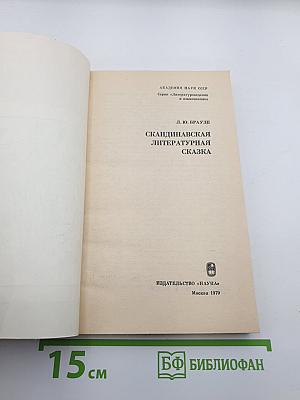 АКАДЕМИЯ НАУК СССР
Серия «Литературоведение
и языкознание»
Л. Ю. БРАУДЕ
СКАНДИНАВСКАЯ
ЛИТЕРАТУРНАЯ
СКАЗКА
ИЗДАТЕЛЬСТВО «НАУКА»
Москва 1979
15 см
БФ БИБЛИОФАН